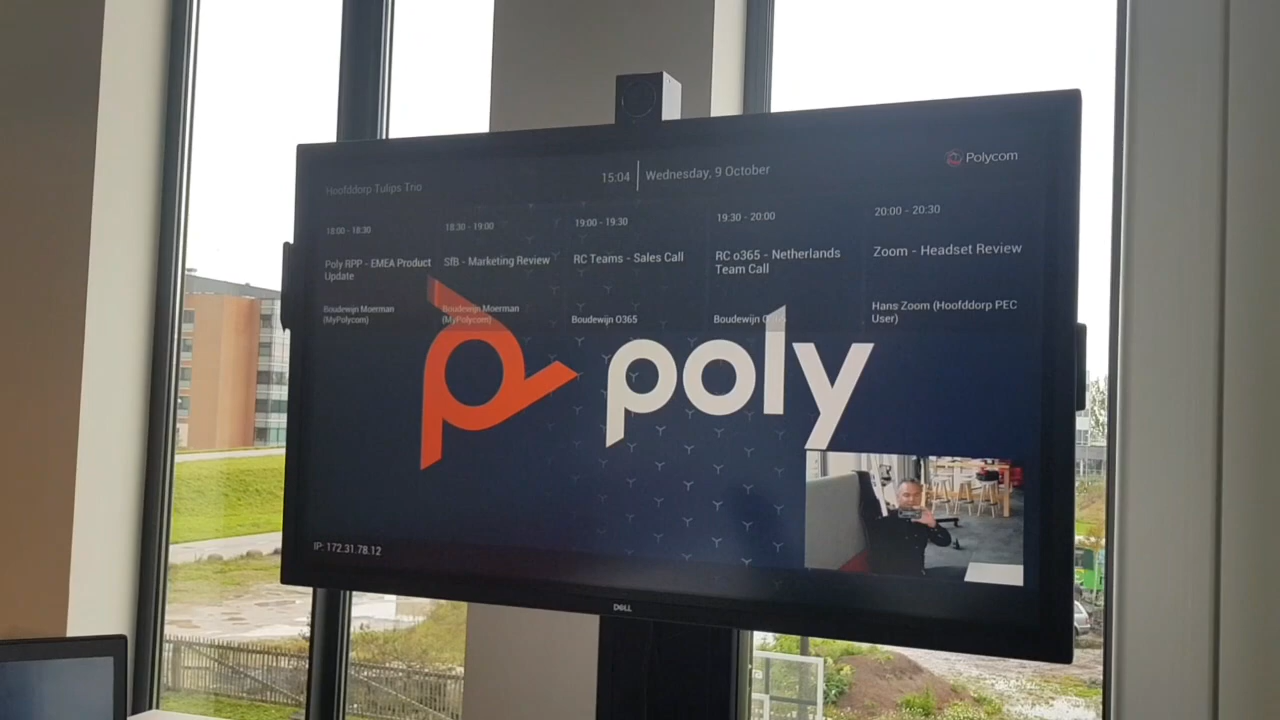 Polycom
15:04 | Wednesday, 9 October
Hoofddorp Tulips Trio
18:00 - 18:30
Poly RPP - EMEA Product
Update
Boudewijn Moerman
(MyPolycom)
18:30 - 19:00
SfB - Marketing Review
Boudewijn Moerman
(MyPolycom)
19:00 - 19:30
RC Teams - Sales Call
Boudewijn O365
19:30 - 20:00
RC o365 - Netherlands
Team Call
Boudewijn O365
20:00 - 20:30
Zoom - Headset Review
Hans Zoom (Hoofddorp PEC
User)
poly
IP: 172.31.78.12
DELL